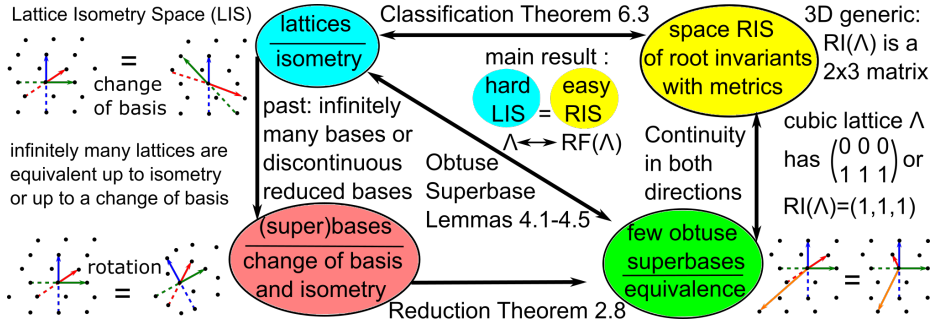 Lattice Isometry Space (LIS)
=
change
of basis
infinitely many lattices are
equivalent up to isometry
or up to a change of basis
rotation
=
lattices
isometry
Classification Theorem 6.3
past: infinitely
many bases or
discontinuous
reduced bases
main result :
hard
LIS
=
easy
RIS
Λ↔RF(Λ)
Obtuse
Superbase
Lemmas 4.1-4.5
(super)bases
change of basis
and isometry
Reduction Theorem 2.8
space RIS
of root invariants
with metrics
Continuity
in both
directions
few obtuse
superbases
equivalence
3D generic:
RI(Λ) is a
2x3 matrix
cubic lattice Λ
has (0 0 0
1 1 1) or
RI(Λ)=(1,1,1)
=